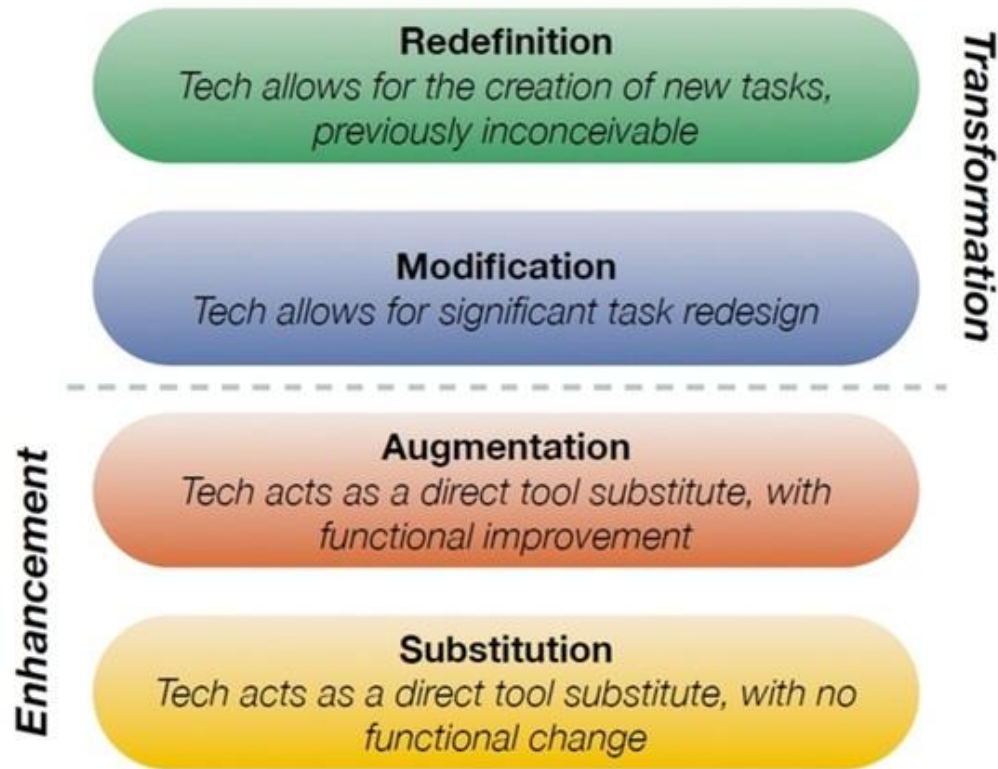 Redefinition
Tech allows for the creation of new tasks,
previously inconceivable
Transformation
Modification
Tech allows for significant task redesign
Augmentation
Tech acts as a direct tool substitute, with
functional improvement
Enhancement
Substitution
Tech acts as a direct tool substitute, with no
functional change